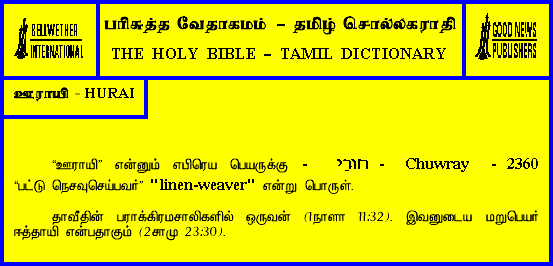 BELLWETHER
INTERNATIONAL
பரிசுத்த வேதாகமம் – தமிழ் சொல்லகராதி
THE HOLY BIBLE – TAMIL DICTIONARY
GOOD NEWS
PUBLISHERS
ஊராயி - HURAI
“ஊராயி” என்னும் எபிரெய பெயருக்கு - חוּרַי - Chuwray - 2360
“பட்டு நெசவுசெய்பவர்” "linen-weaver" என்று பொருள்.
தாவீதின் பராக்கிரமசாலிகளில் ஒருவன் (1நாளா 11:32). இவனுடைய மறுபெயர்
ஈத்தாயி என்பதாகும் (2சாமு 23:30).